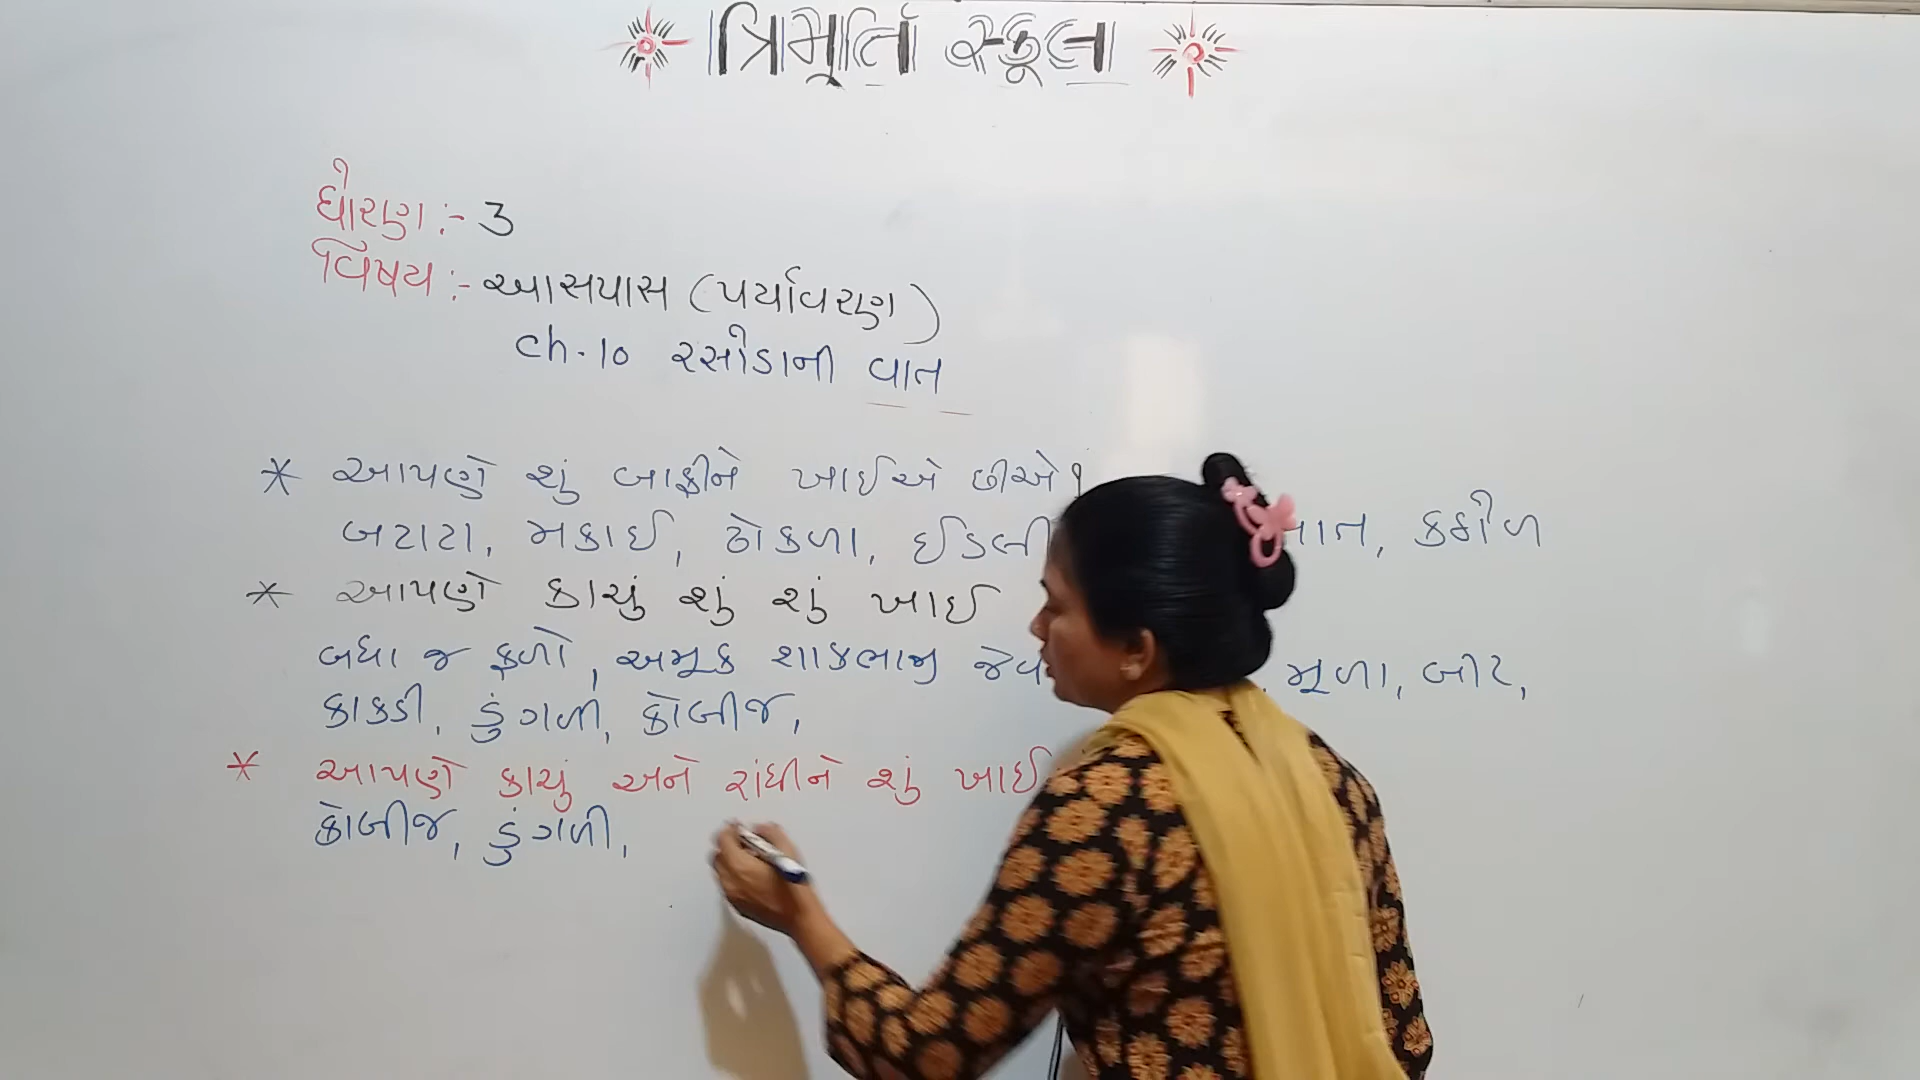 ત્રિમૂર્તિ સ્કૂલ
ધોરણ :- 3
વિષય :- આસપાસ (પર્યાવરણ)
ch. 10 રસોડાની વાત
* આપણે શું બાફીને ખાઈએ છીએ?
બટાટા, મકાઈ, ઢોકળા, ઈડલી કઠોળ
* આપણે કાચું શું શું ખાઈ
બધા જ ફળો, અમૂક શાકભાજી મૂળા, બીટ,
કાકડી, ડુંગળી, કોબીજ,
* આપણે કાચું અને રાંધીને શું ખાઈ
કોબીજ, ડુંગળી,